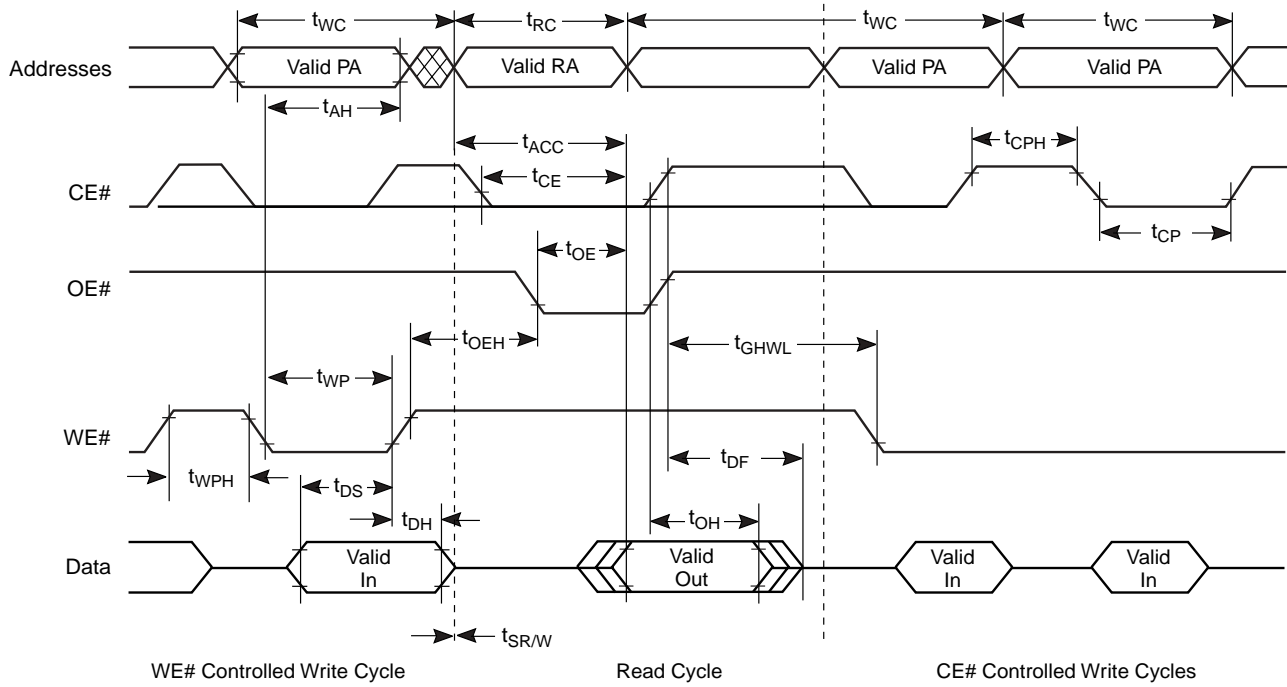 tWC tRC tWC tWC
Addresses Valid PA Valid RA Valid PA Valid PA
tAH
tACC tCPH
tCE
CE#
tCP
tOE
OE#
tOEH tGHWL
tWP
WE#
tWPH tDS tDF
tDH tOH
Data Valid In Valid Out Valid In Valid In
tSR/W
WE# Controlled Write Cycle Read Cycle CE# Controlled Write Cycles